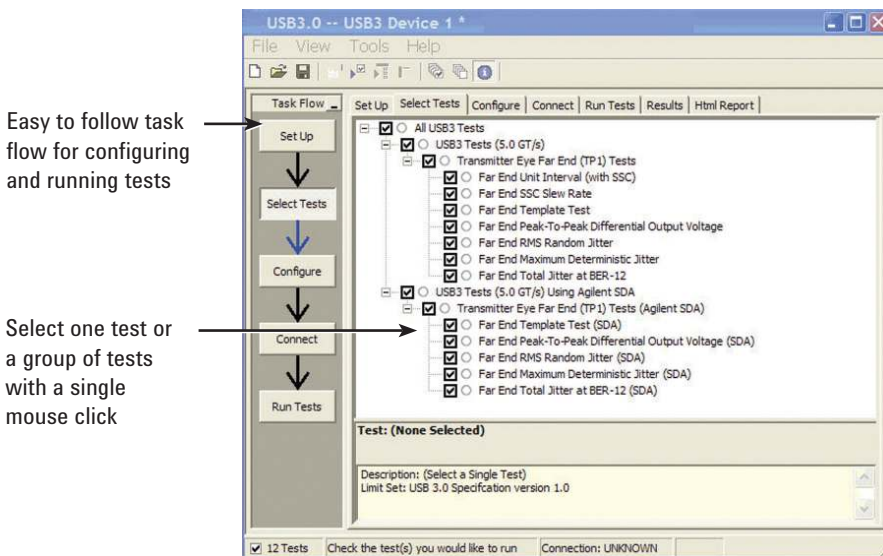 USB3.0 -- USB3 Device 1 *
File View Tools Help
Easy to follow task
flow for configuring
and running tests
Select one test or
a group of tests
with a single
mouse click
Task Flow
Set Up
Select Tests
Configure
Connect
Run Tests
Set Up Select Tests Configure Connect Run Tests Results Html Report
All USB3 Tests
USB3 Tests (5.0 GT/s)
Transmitter Eye Far End (TP1) Tests
Far End Unit Interval (with SSC)
Far End SSC Slew Rate
Far End Template Test
Far End Peak-To-Peak Differential Output Voltage
Far End RMS Random Jitter
Far End Maximum Deterministic Jitter
Far End Total Jitter at BER-12
USB3 Tests (5.0 GT/s) Using Agilent SDA
Transmitter Eye Far End (TP1) Tests (Agilent SDA)
Far End Template Test (SDA)
Far End Peak-To-Peak Differential Output Voltage (SDA)
Far End RMS Random Jitter (SDA)
Far End Maximum Deterministic Jitter (SDA)
Far End Total Jitter at BER-12 (SDA)
Test: (None Selected)
Description: (Select a Single Test)
Limit Set: USB 3.0 Specifcation version 1.0
12 Tests Check the test(s) you would like to run Connection: UNKNOWN